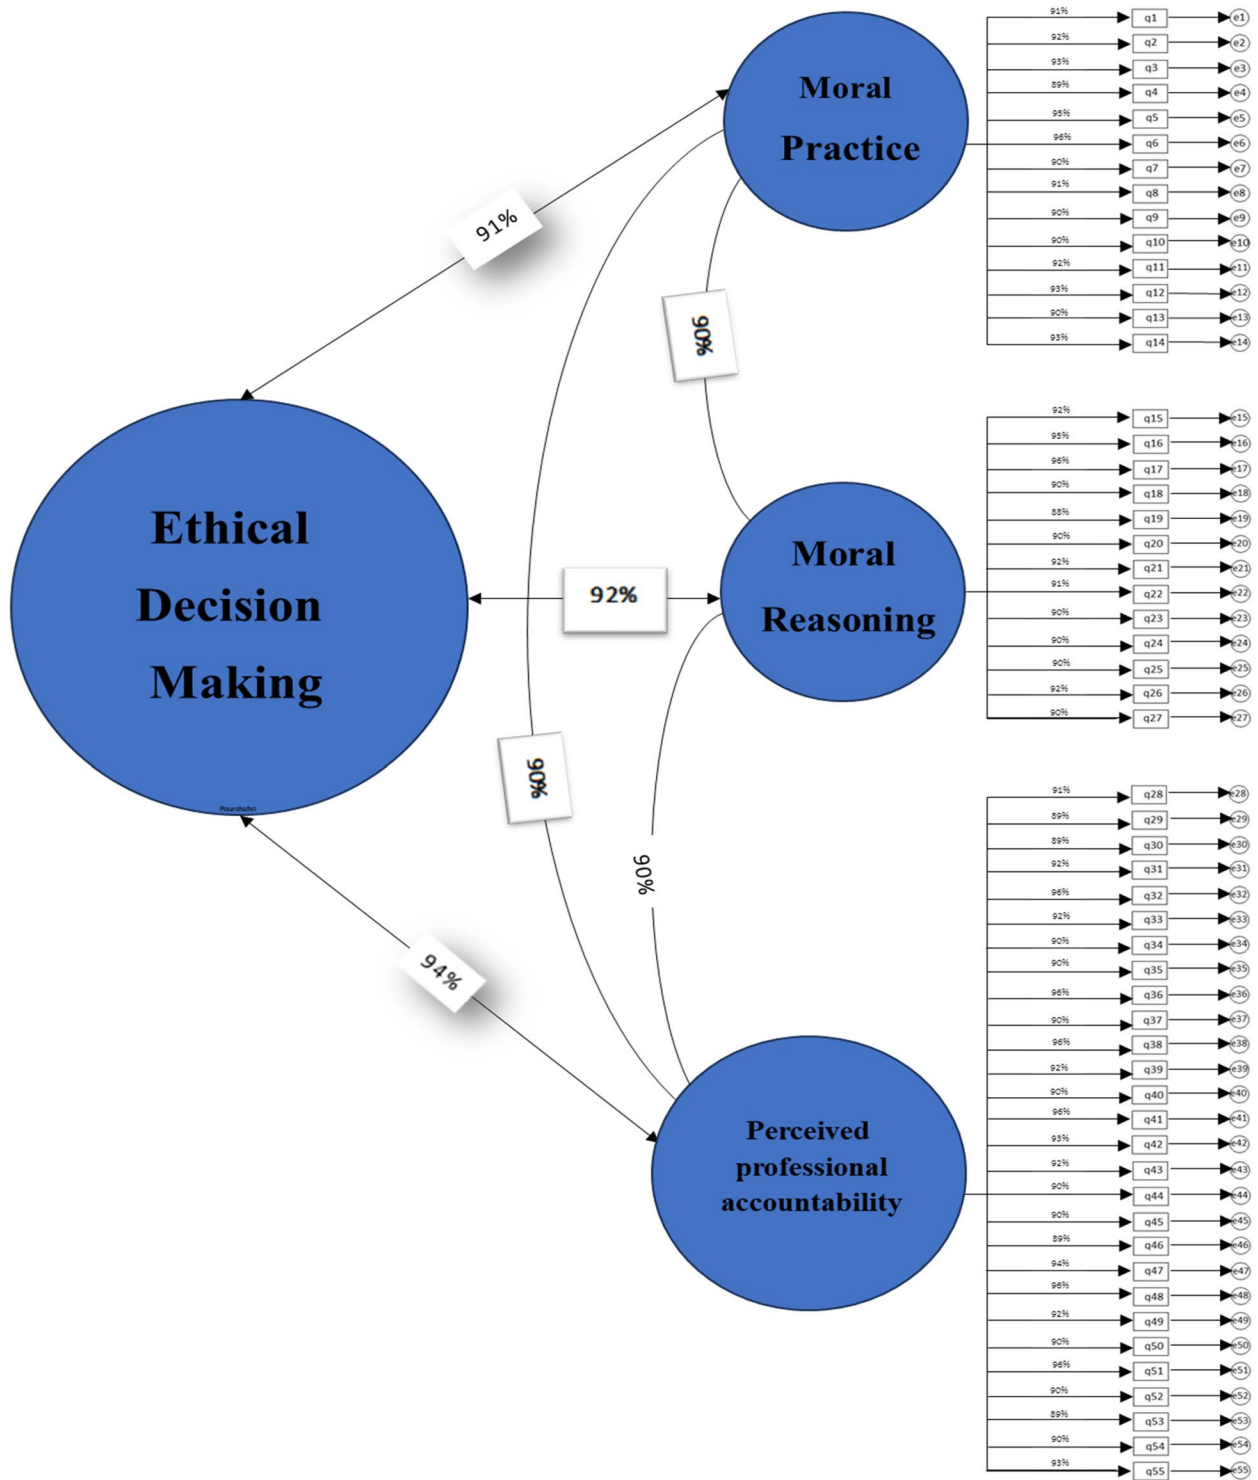 Moral
Practice
91%
90%
Ethical
Decision
Making
Pourshahri
92%
Moral
Reasoning
90%
90%
94%
Perceived
professional
accountability
91% q1 e1
92% q2 e2
93% q3 e3
89% q4 e4
95% q5 e5
96% q6 e6
90% q7 e7
91% q8 e8
90% q9 e9
90% q10 e10
92% q11 e11
93% q12 e12
90% q13 e13
93% q14 e14
92% q15 e15
95% q16 e16
96% q17 e17
90% q18 e18
88% q19 e19
90% q20 e20
92% q21 e21
91% q22 e22
90% q23 e23
90% q24 e24
90% q25 e25
92% q26 e26
90% q27 e27
91% q28 e28
89% q29 e29
89% q30 e30
92% q31 e31
96% q32 e32
92% q33 e33
90% q34 e34
90% q35 e35
96% q36 e36
90% q37 e37
96% q38 e38
92% q39 e39
90% q40 e40
96% q41 e41
93% q42 e42
92% q43 e43
90% q44 e44
90% q45 e45
89% q46 e46
94% q47 e47
96% q48 e48
92% q49 e49
90% q50 e50
96% q51 e51
90% q52 e52
89% q53 e53
90% q54 e54
93% q55 e55